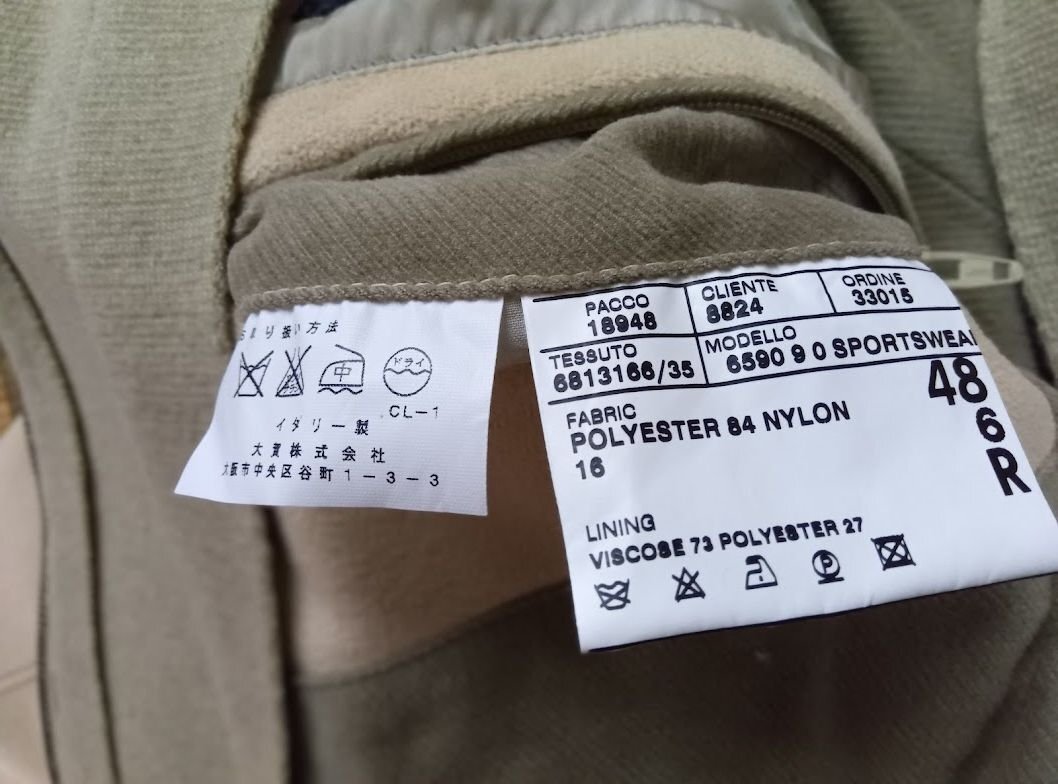 お取り扱い方法
中
ドライ
CL-1
イタリー製
大賀株式会社
大阪市中央区谷町1-3-3
PACCO
18948
CLIENTE
8824
ORDINE
33015
TESSUTO
6813166/35
MODELLO
6590 9 0 SPORTSWEAR
48
6
R
FABRIC
POLYESTER 84 NYLON
16
LINING
VISCOSE 73 POLYESTER 27
P